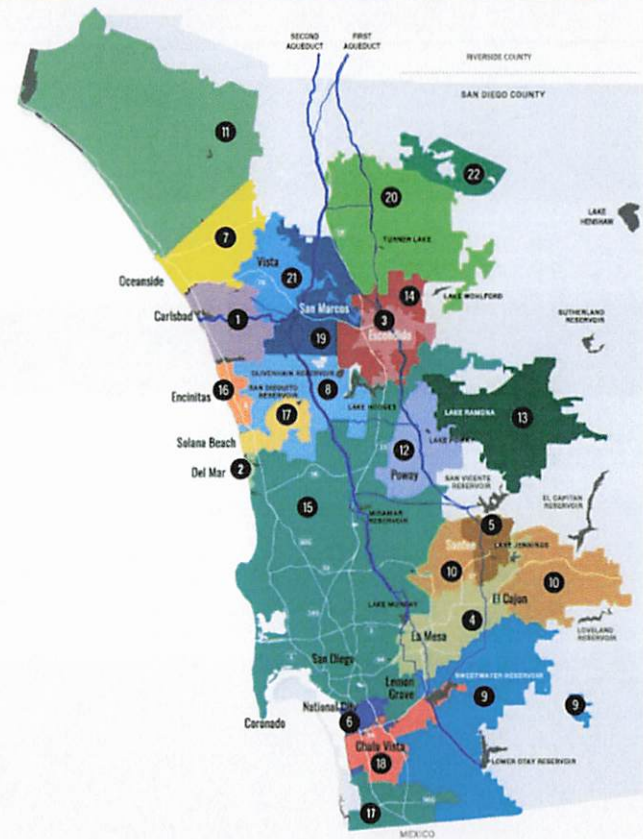 SECOND
AQUEDUCT
FIRST
AQUEDUCT
RIVERSIDE COUNTY
SAN DIEGO COUNTY
11
22
20
LAKE
HENSHAW
7
TURNER LAKE
Vista
21
Oceanside
14
LAKE WOHLFORD
Carlsbad
1
San Marcos
3
SUTHERLAND
RESERVOIR
19
Escondido
OLIVENHAIN RESERVOIR
16
SAN DIEGUITO
RESERVOIR
8
Encinitas
LAKE HODGES
17
LAKE RAMONA
13
Solana Beach
LAKE POWAY
12
Del Mar
2
Poway
SAN VICENTE
RESERVOIR
EL CAPITAN
RESERVOIR
15
MIRAMAR
RESERVOIR
5
Santee
LAKE JENNINGS
10
10
El Cajon
LAKE MURRAY
4
LOVELAND
RESERVOIR
La Mesa
San Diego
SWEETWATER RESERVOIR
Lemon
Grove
9
9
National City
Coronado
6
Chula Vista
18
LOWER OTAY RESERVOIR
17
MEXICO